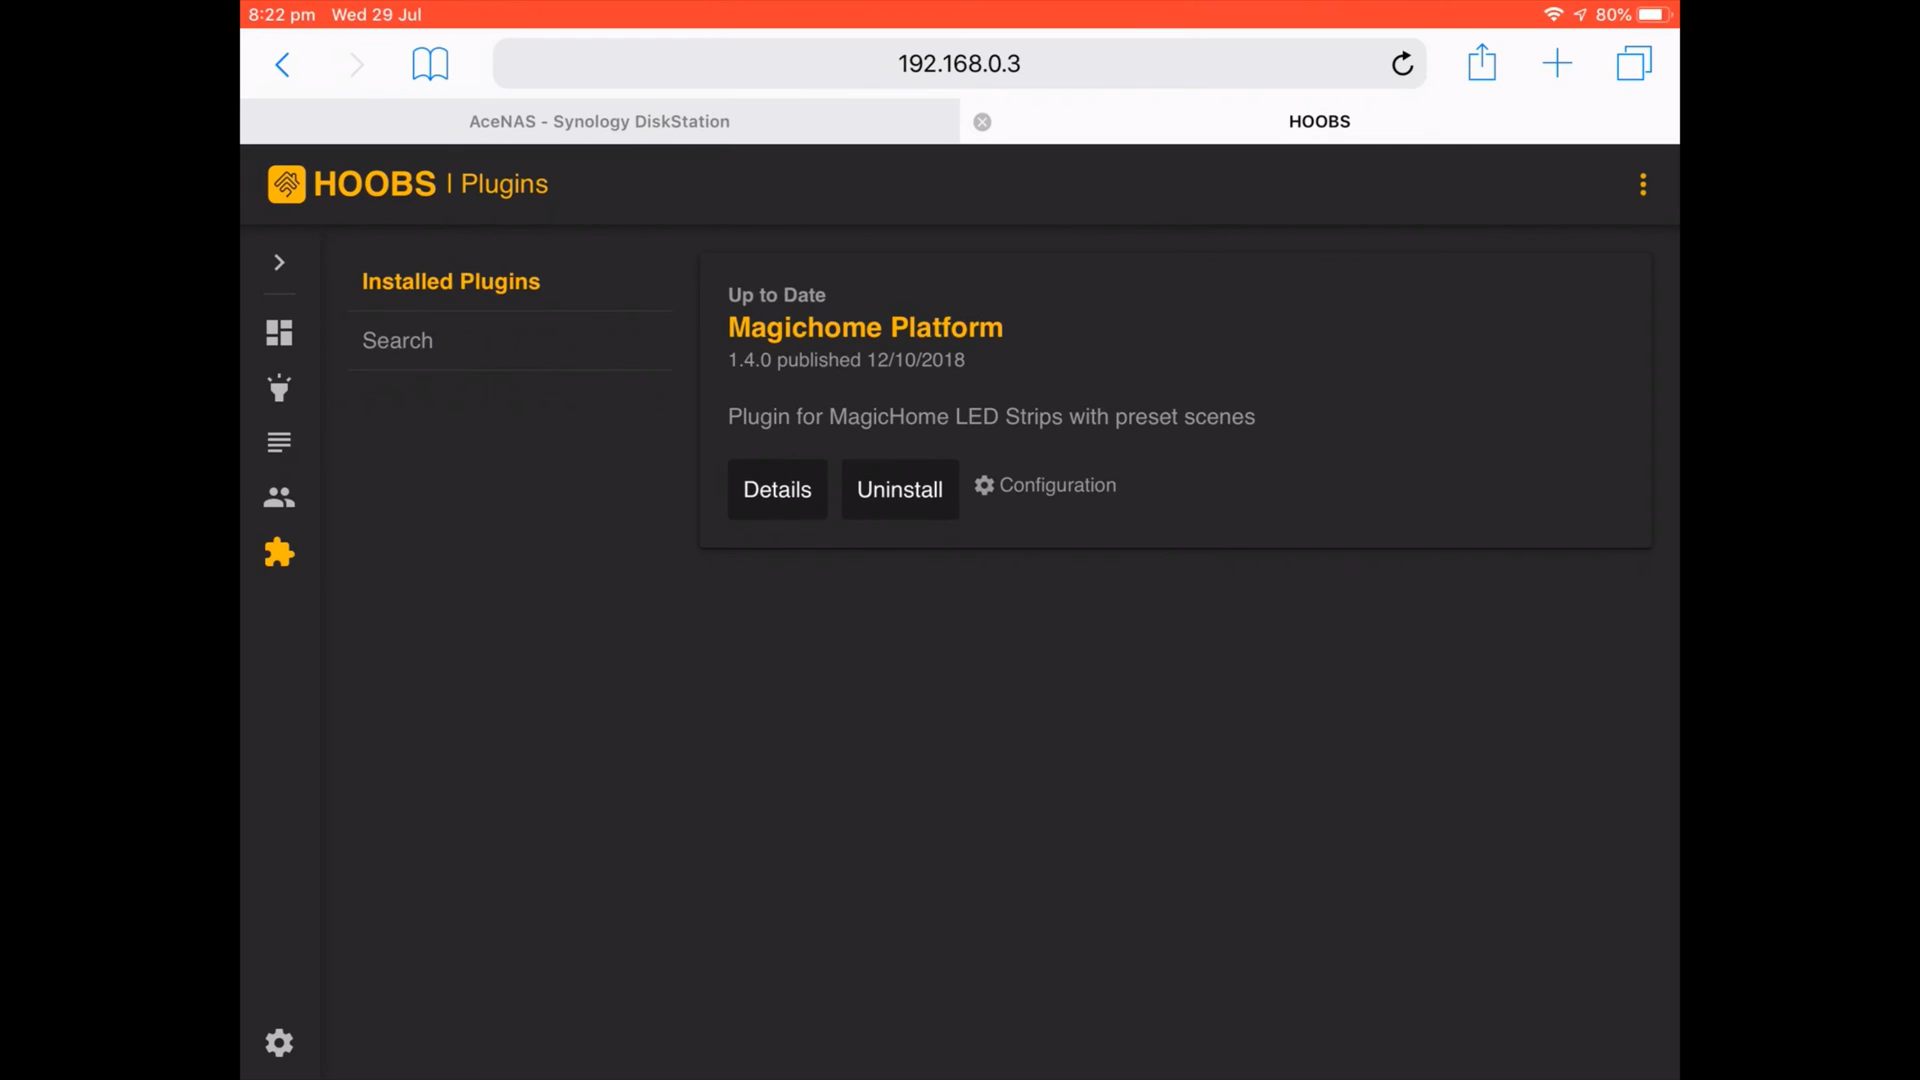 8:22 pm Wed 29 Jul 80%
192.168.0.3
AceNAS - Synology DiskStation HOOBS
HOOBS | Plugins
Installed Plugins
Search
Up to Date
Magichome Platform
1.4.0 published 12/10/2018
Plugin for MagicHome LED Strips with preset scenes
Details Uninstall Configuration